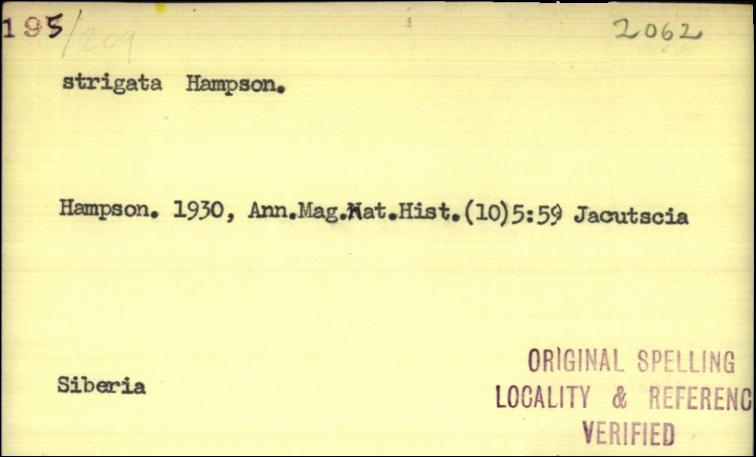 195/209 2062
strigata Hampson.
Hampson. 1930, Ann.Mag.Nat.Hist.(10)5:59 Jacutscia
Siberia
ORIGINAL SPELLING
LOCALITY & REFERENC
VERIFIED